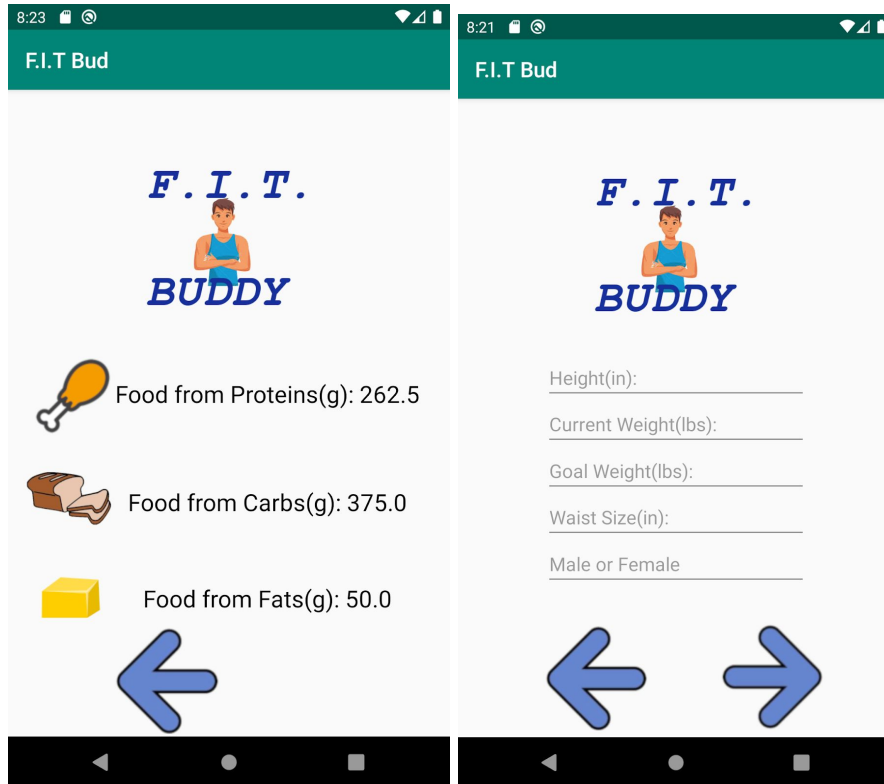 8:23
F.I.T Bud
F.I.T.
BUDDY
Food from Proteins(g): 262.5
Food from Carbs(g): 375.0
Food from Fats(g): 50.0
8:21
F.I.T Bud
F.I.T.
BUDDY
Height(in):
Current Weight(lbs):
Goal Weight(lbs):
Waist Size(in):
Male or Female